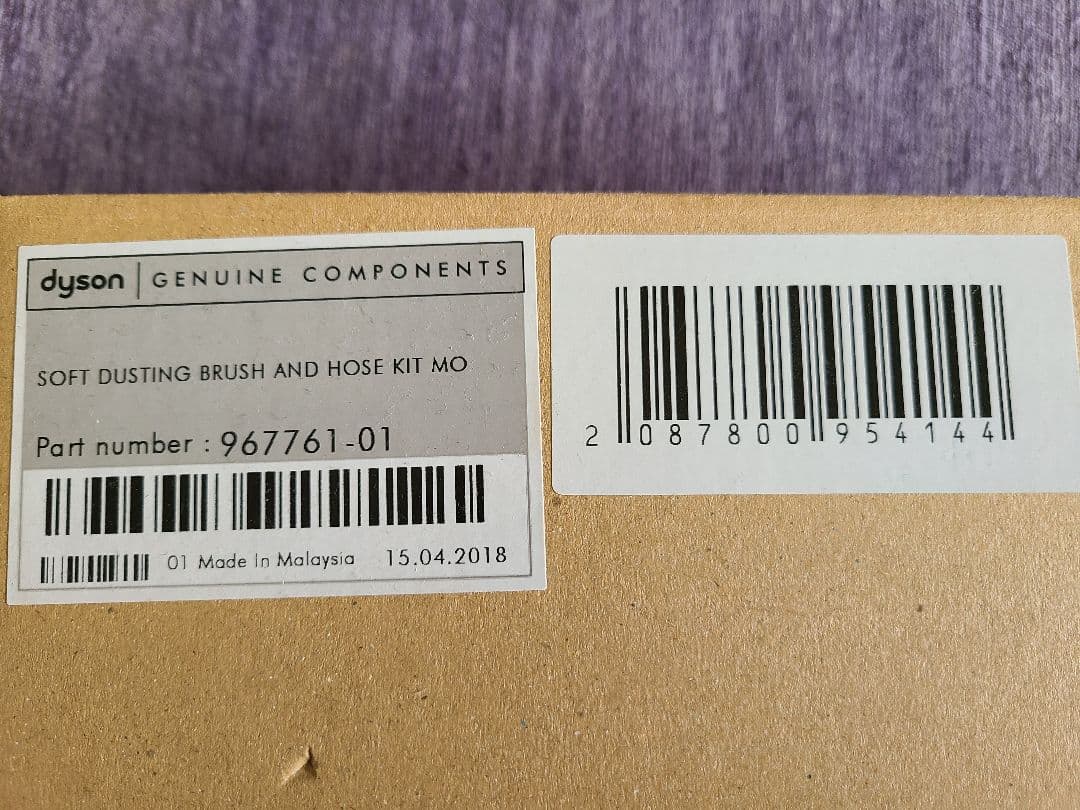 dyson GENUINE COMPONENTS
SOFT DUSTING BRUSH AND HOSE KIT MO
Part number : 967761-01
01 Made In Malaysia 15.04.2018
2 087800 954144